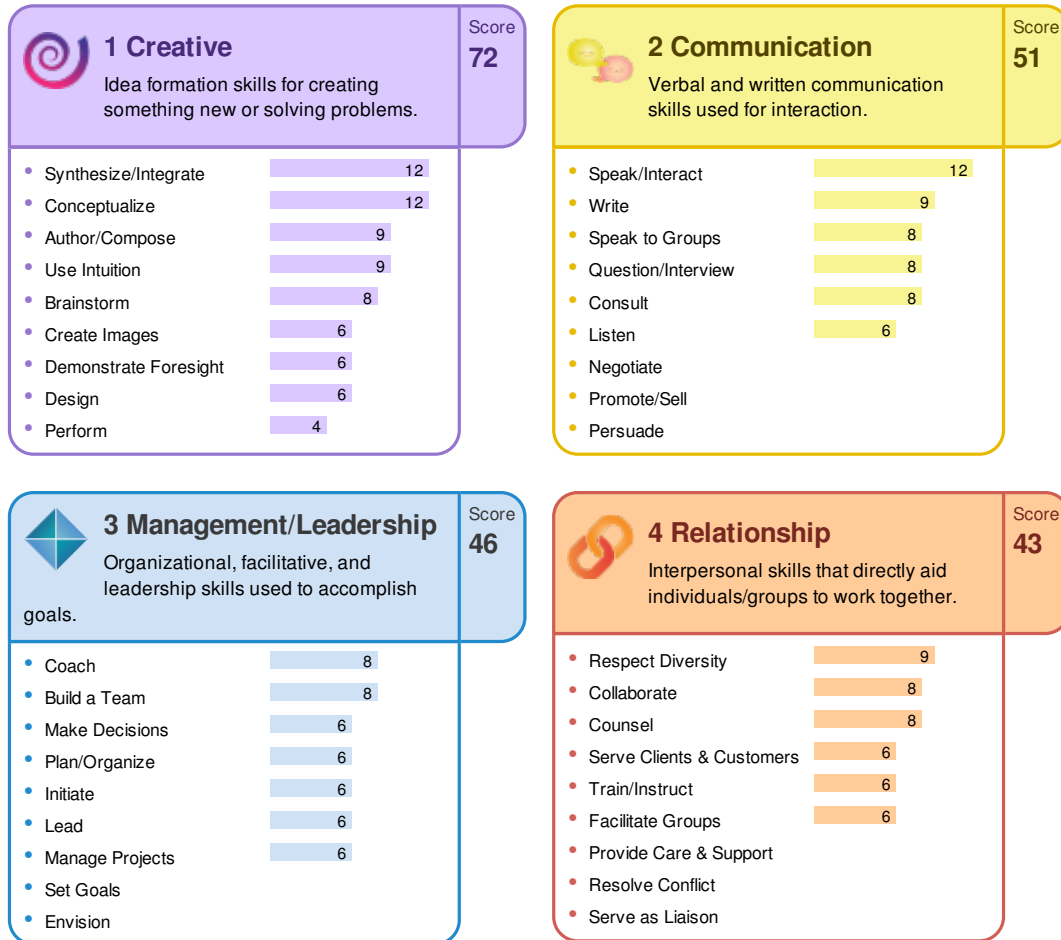 1 Creative
Idea formation skills for creating
something new or solving problems.
Score
72
Synthesize/Integrate 12
Conceptualize 12
Author/Compose 9
Use Intuition 9
Brainstorm 8
Create Images 6
Demonstrate Foresight 6
Design 6
Perform 4
2 Communication
Verbal and written communication
skills used for interaction.
Score
51
Speak/Interact 12
Write 9
Speak to Groups 8
Question/Interview 8
Consult 8
Listen 6
Negotiate
Promote/Sell
Persuade
3 Management/Leadership
Organizational, facilitative, and
leadership skills used to accomplish
goals.
Score
46
Coach 8
Build a Team 8
Make Decisions 6
Plan/Organize 6
Initiate 6
Lead 6
Manage Projects 6
Set Goals
Envision
4 Relationship
Interpersonal skills that directly aid
individuals/groups to work together.
Score
43
Respect Diversity 9
Collaborate 8
Counsel 8
Serve Clients & Customers 6
Train/Instruct 6
Facilitate Groups 6
Provide Care & Support
Resolve Conflict
Serve as Liaison